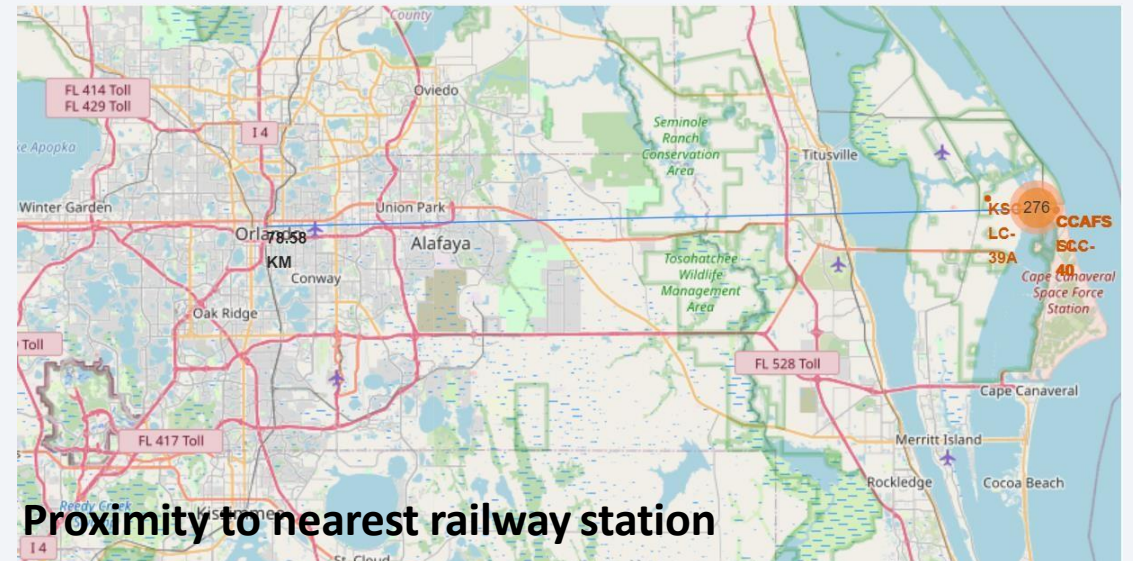 County
FL 414 Toll
FL 429 Toll
Oviedo
I 4
ke Apopka
Seminole
Ranch
Conservation
Area
Titusville
Winter Garden
Union Park
KSC
LC-
39A
276
CCAFS
SLC-
40
Orlando
78.58
KM
Alafaya
Conway
Tosohatchee
Wildlife
Management
Area
Cape Canaveral
Space Force
Station
Oak Ridge
Toll
FL 528 Toll
Cape Canaveral
FL 417 Toll
Merritt Island
Rockledge
Cocoa Beach
Reedy Creek
Kissimmee
Proximity to nearest railway station
I 4
St. Cloud